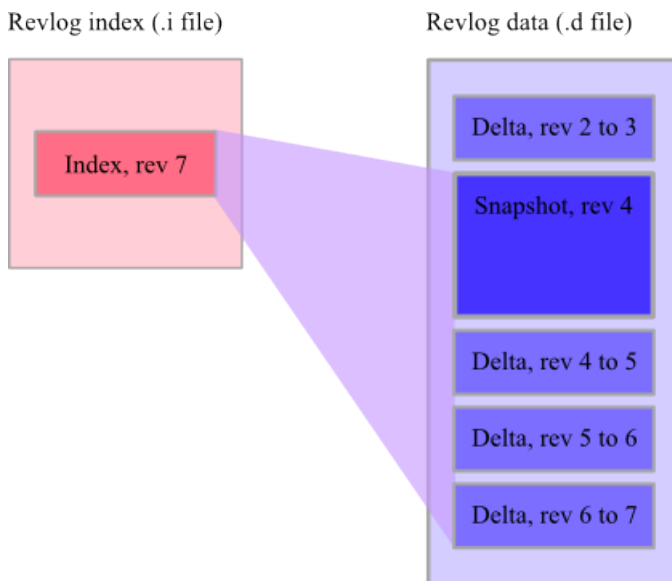 Revlog index (.i file)
Revlog data (.d file)
Index, rev 7
Delta, rev 2 to 3
Snapshot, rev 4
Delta, rev 4 to 5
Delta, rev 5 to 6
Delta, rev 6 to 7